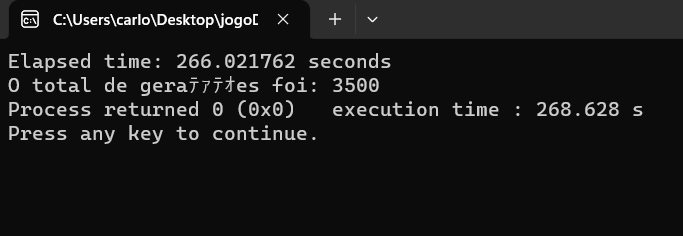 C:\Users\carlo\Desktop\jogoD
Elapsed time: 266.021762 seconds
O total de geraﾃァﾃオes foi: 3500
Process returned 0 (0x0)   execution time : 268.628 s
Press any key to continue.